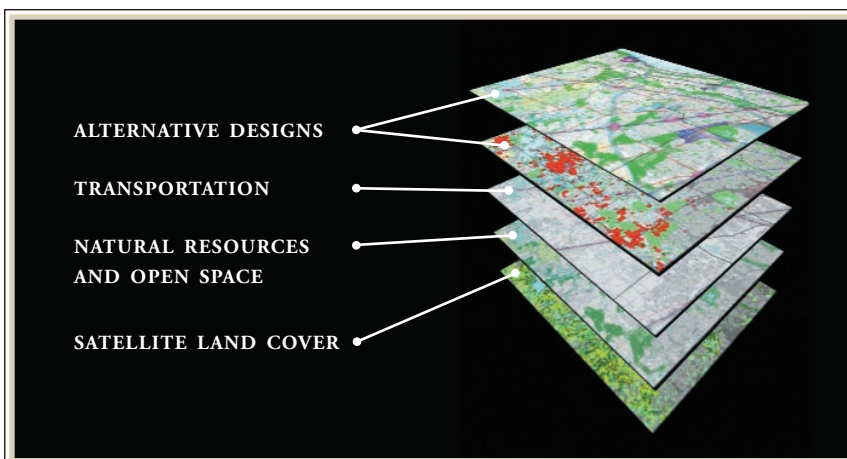 ALTERNATIVE DESIGNS
TRANSPORTATION
NATURAL RESOURCES
AND OPEN SPACE
SATELLITE LAND COVER